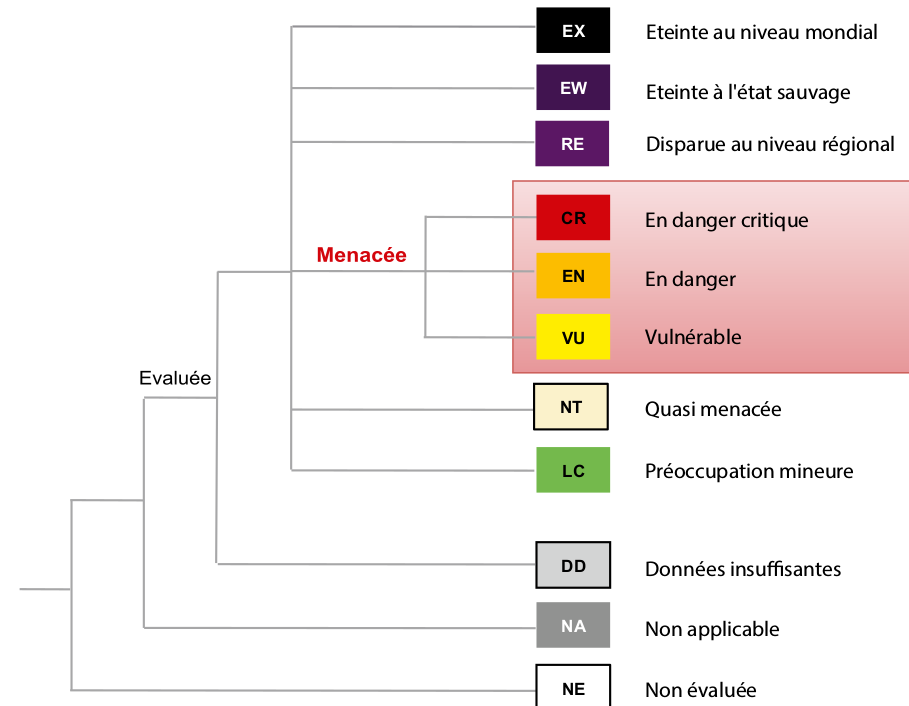 EX Eteinte au niveau mondial
EW Eteinte à l'état sauvage
RE Disparue au niveau régional
CR En danger critique
Menacée
EN En danger
VU Vulnérable
Evaluée
NT Quasi menacée
LC Préoccupation mineure
DD Données insuffisantes
NA Non applicable
NE Non évaluée